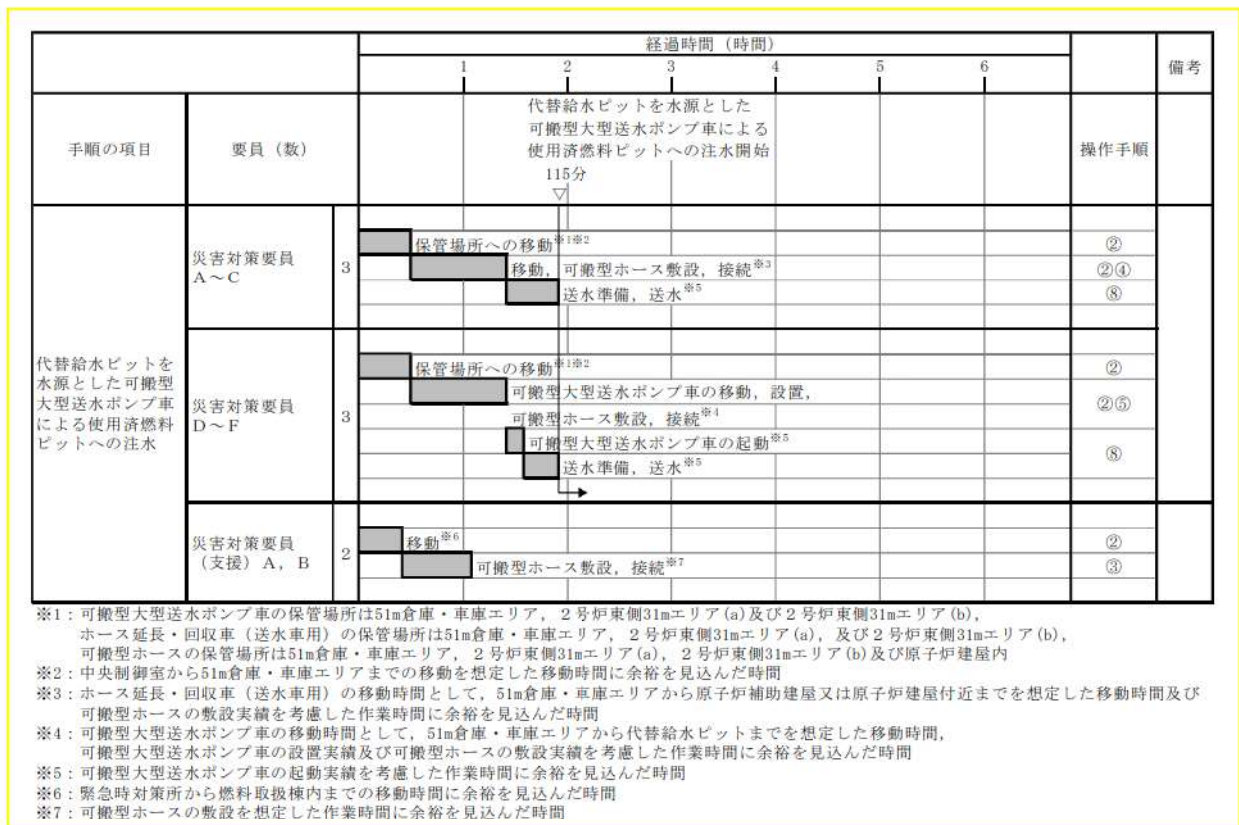 経過時間（時間）
1 2 3 4 5 6
備考
手順の項目
要員（数）
代替給水ピットを水源とした
可搬型大型送水ポンプ車による
使用済燃料ピットへの注水開始
115分
▽
操作手順
代替給水ピットを
水源とした可搬型
大型送水ポンプ車
による使用済燃料
ピットへの注水
災害対策要員
A～C
3
保管場所への移動※1※2
②
移動，可搬型ホース敷設，接続※3
②④
送水準備，送水※5
⑧
災害対策要員
D～F
3
保管場所への移動※1※2
②
可搬型大型送水ポンプ車の移動，設置，
可搬型ホース敷設，接続※4
②⑤
可搬型大型送水ポンプ車の起動※5
送水準備，送水※5
⑧
災害対策要員
（支援）A，B
2
移動※6
②
可搬型ホース敷設，接続※7
③
※1：可搬型大型送水ポンプ車の保管場所は51m倉庫・車庫エリア，2号炉東側31mエリア(a)及び2号炉東側31mエリア(b)，
ホース延長・回収車（送水車用）の保管場所は51m倉庫・車庫エリア，2号炉東側31mエリア(a)，及び2号炉東側31mエリア(b)，
可搬型ホースの保管場所は51m倉庫・車庫エリア，2号炉東側31mエリア(a)，2号炉東側31mエリア(b)及び原子炉建屋内
※2：中央制御室から51m倉庫・車庫エリアまでの移動を想定した移動時間に余裕を見込んだ時間
※3：ホース延長・回収車（送水車用）の移動時間として，51m倉庫・車庫エリアから原子炉補助建屋又は原子炉建屋付近までを想定した移動時間及び
可搬型ホースの敷設実績を考慮した作業時間に余裕を見込んだ時間
※4：可搬型大型送水ポンプ車の移動時間として，51m倉庫・車庫エリアから代替給水ピットまでを想定した移動時間，
可搬型大型送水ポンプ車の設置実績及び可搬型ホースの敷設実績を考慮した作業時間に余裕を見込んだ時間
※5：可搬型大型送水ポンプ車の起動実績を考慮した作業時間に余裕を見込んだ時間
※6：緊急時対策所から燃料取扱棟内までの移動時間に余裕を見込んだ時間
※7：可搬型ホースの敷設を想定した作業時間に余裕を見込んだ時間